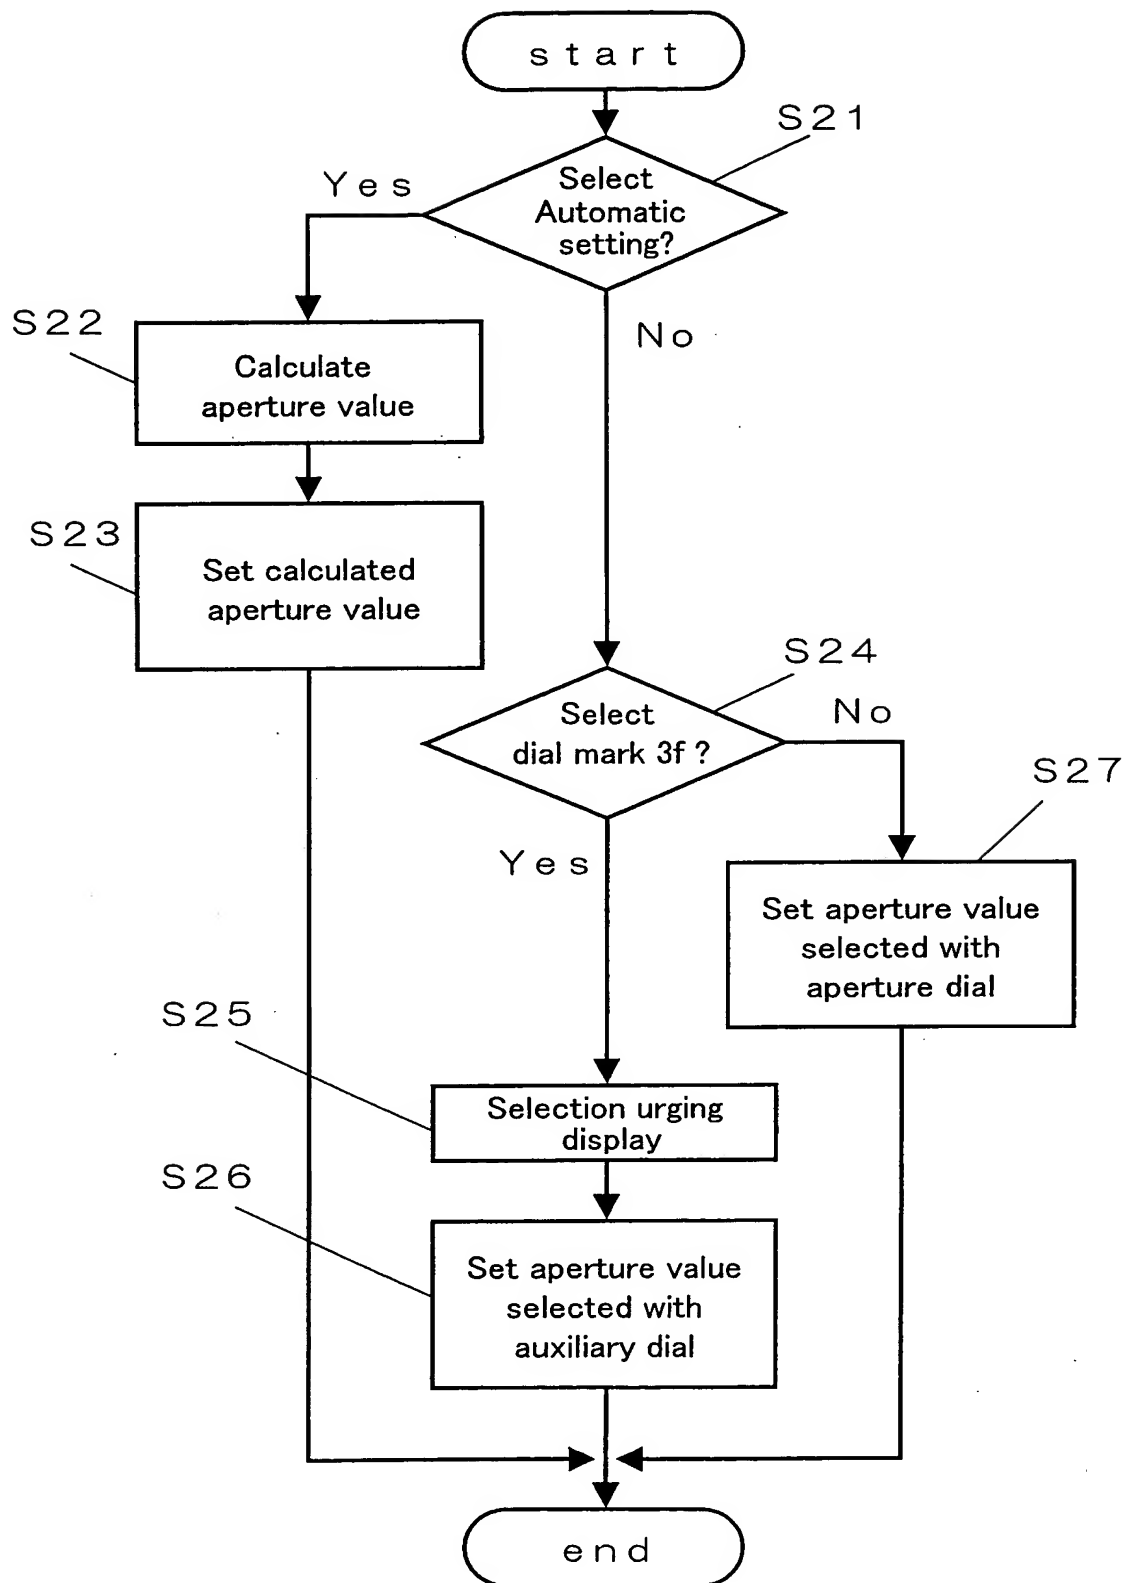 start
S21
Yes
Select
Automatic
setting?
S22
No
Calculate
aperture value
S23
Set calculated
aperture value
S24
Select
dial mark 3f ?
No
S27
Yes
Set aperture value
selected with
aperture dial
S25
Selection urging
display
S26
Set aperture value
selected with
auxiliary dial
end